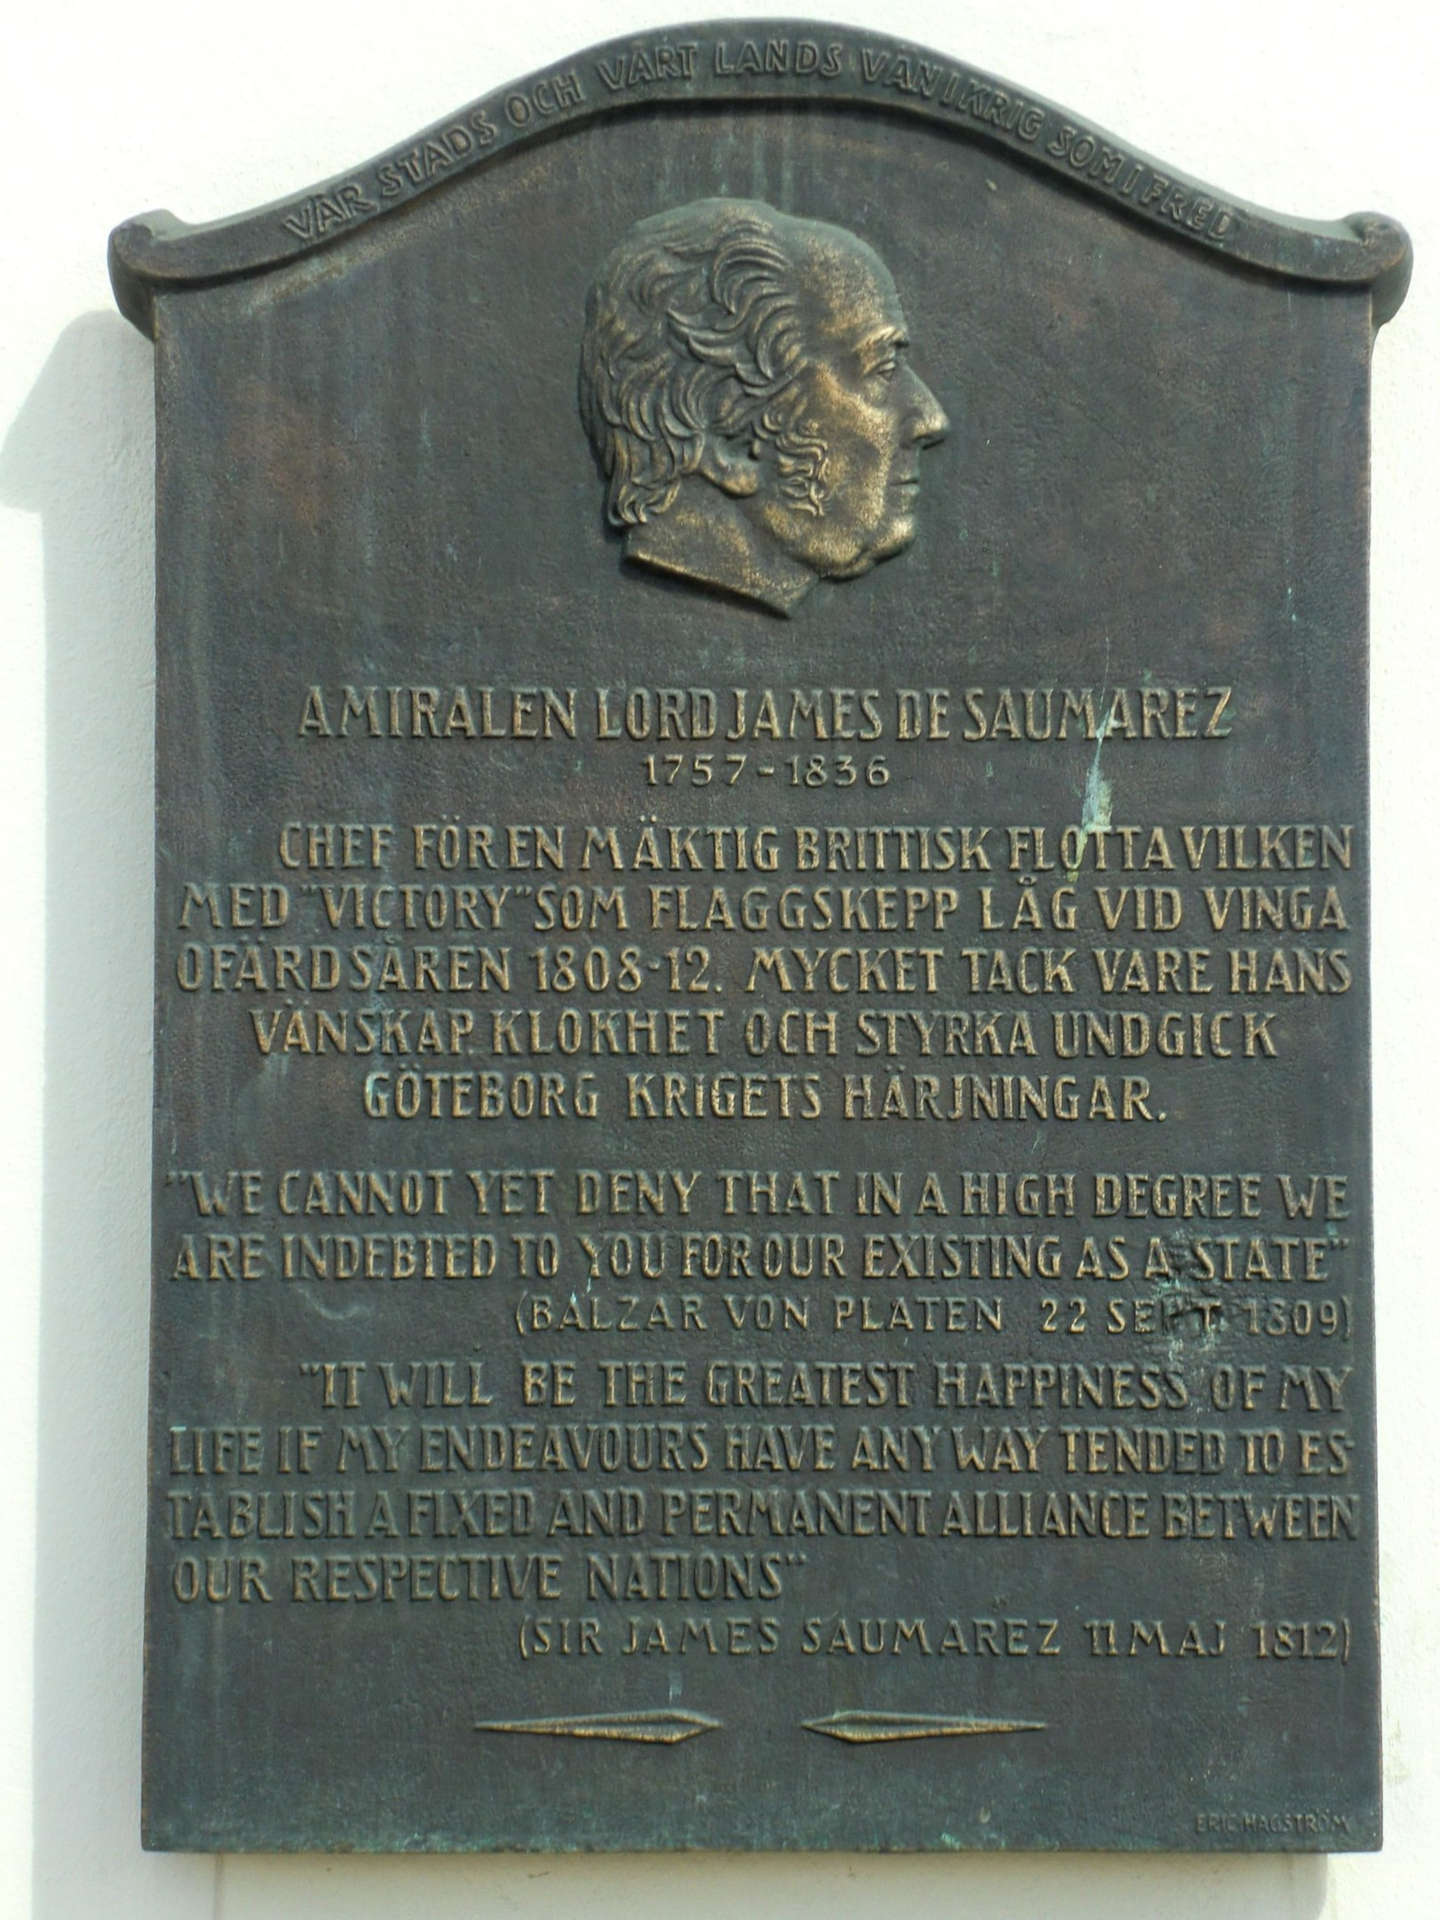 VÅR STADS OCH VÅRT LANDS VÄN I KRIG SOM I FRED
AMIRALEN LORD JAMES DE SAUMAREZ
1757-1836
CHEF FÖR EN MÄKTIG BRITTISK FLOTTA VILKEN
MED "VICTORY" SOM FLAGGSKEPP LÅG VID VINGA
OFÄRDSÅREN 1808-12. MYCKET TACK VARE HANS
VÄNSKAP, KLOKHET OCH STYRKA UNDGICK
GÖTEBORG KRIGETS HÄRJNINGAR.
"WE CANNOT YET DENY THAT IN A HIGH DEGREE WE
ARE INDEBTED TO YOU FOR OUR EXISTING AS A STATE"
(BALZAR VON PLATEN 22 SEPT. 1809)
"IT WILL BE THE GREATEST HAPPINESS OF MY
LIFE IF MY ENDEAVOURS HAVE ANY WAY TENDED TO ES-
TABLISH A FIXED AND PERMANENT ALLIANCE BETWEEN
OUR RESPECTIVE NATIONS"
(SIR JAMES SAUMAREZ 11 MAJ 1812)
ERIC HAGSTRÖM